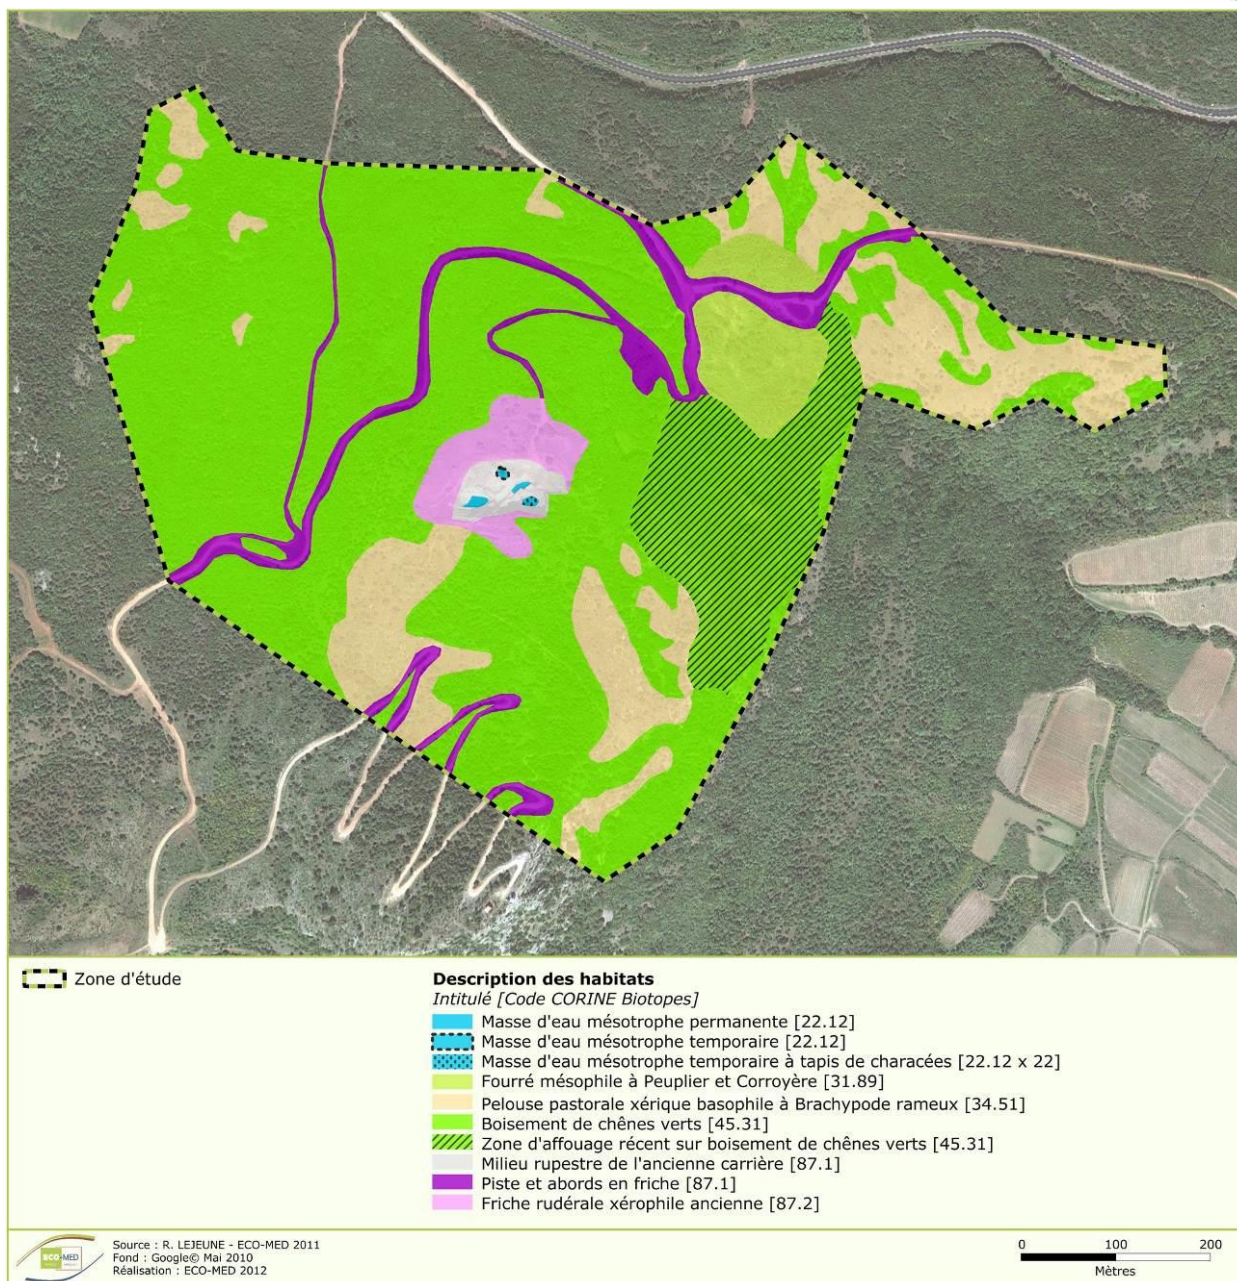 Zone d'étude
Description des habitats
Intitulé [Code CORINE Biotopes]
Masse d'eau mésotrophe permanente [22.12]
Masse d'eau mésotrophe temporaire [22.12]
Masse d'eau mésotrophe temporaire à tapis de characées [22.12 x 22]
Fourré mésophile à Peuplier et Corroyère [31.89]
Pelouse pastorale xérique basophile à Brachypode rameux [34.51]
Boisement de chênes verts [45.31]
Zone d'affouage récent sur boisement de chênes verts [45.31]
Milieu rupestre de l'ancienne carrière [87.1]
Piste et abords en friche [87.1]
Friche rudérale xérophile ancienne [87.2]
ECO-MED
Source : R. LEJEUNE - ECO-MED 2011
Fond : Google© Mai 2010
Réalisation : ECO-MED 2012
0 100 200
Mètres